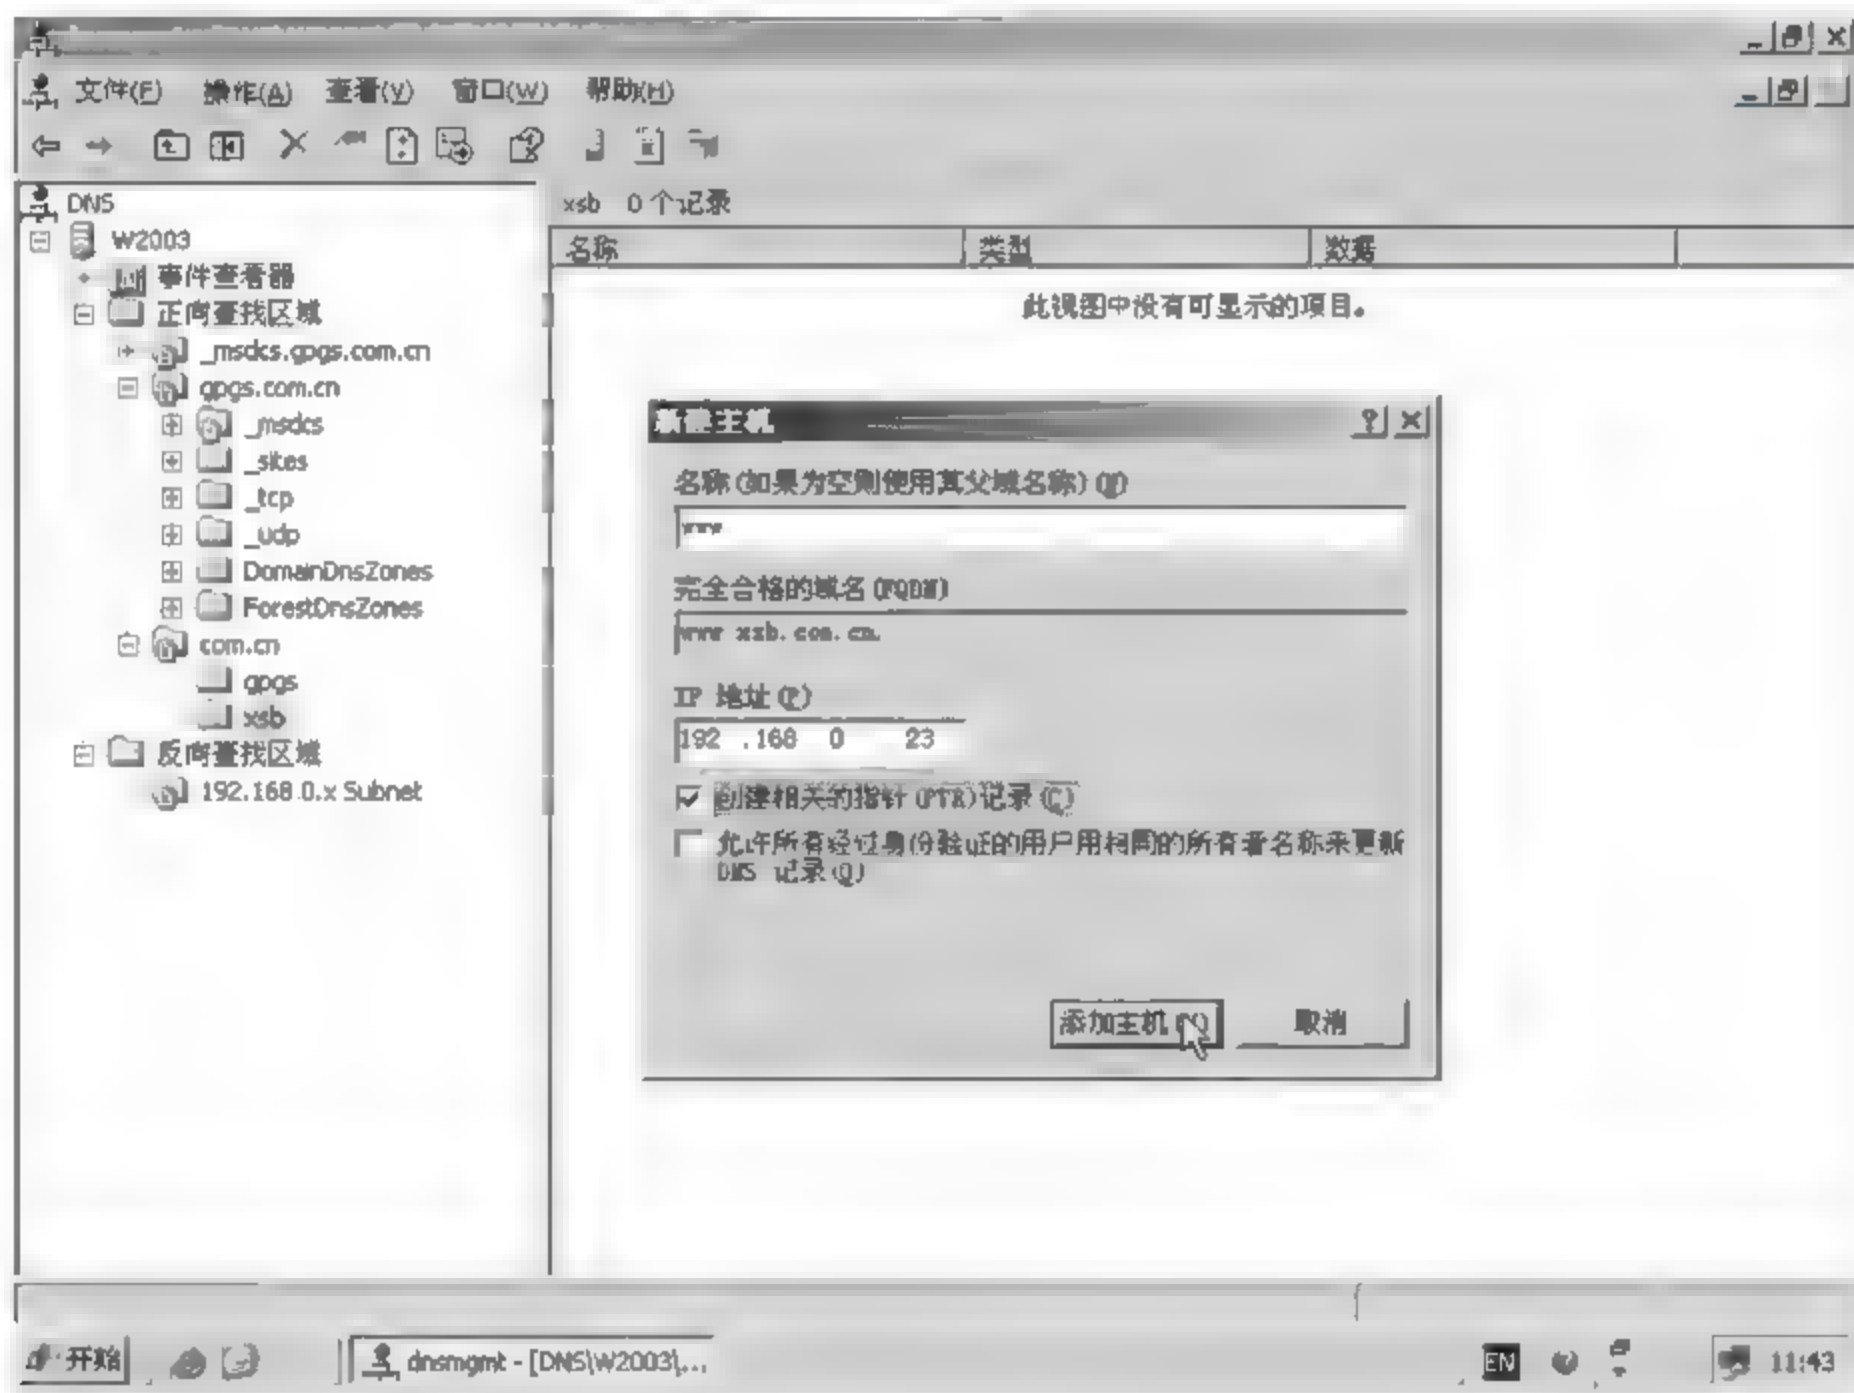 文件(F) 操作(A) 查看(V) 窗口(W) 帮助(H)
DNS
W2003
事件查看器
正向查找区域
_msdcs.gpgs.com.cn
gpgs.com.cn
_msdcs
_sites
_tcp
_udp
DomainDnsZones
ForestDnsZones
com.cn
gpgs
xsb
反向查找区域
192.168.0.x Subnet
xsb 0 个记录
名称 类型 数据
此视图中没有可显示的项目。
新建主机
名称(如果为空则使用其父域名称)(N)
www
完全合格的域名(FQDN)
www.xsb.com.cn.
IP 地址(P)
192 .168 0 23
创建相关的指针(PTR)记录(C)
允许所有经过身份验证的用户用相同的所有者名称来更新
DNS 记录(O)
添加主机(H) 取消
开始 dnsmgmt - [DNS\W2003\... EN 11:43